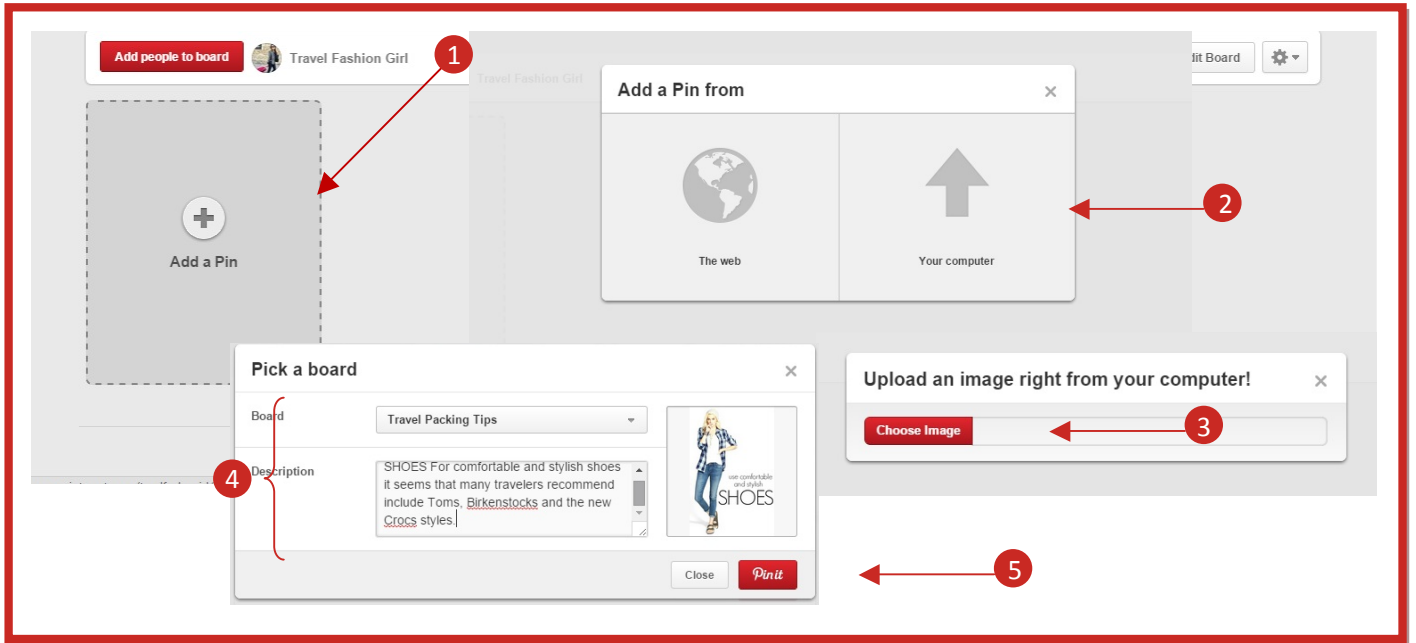 Add people to board
Travel Fashion Girl
1
Travel Fashion Girl
Add a Pin from
×
dit Board
Add a Pin
The web
Your computer
2
Pick a board
×
Board
Travel Packing Tips
Description
SHOES For comfortable and stylish shoes
it seems that many travelers recommend
include Toms, Birkenstocks and the new
Crocs styles.
use comfortable
and stylish
SHOES
4
Close
Pin it
Upload an image right from your computer!
×
Choose Image
3
5